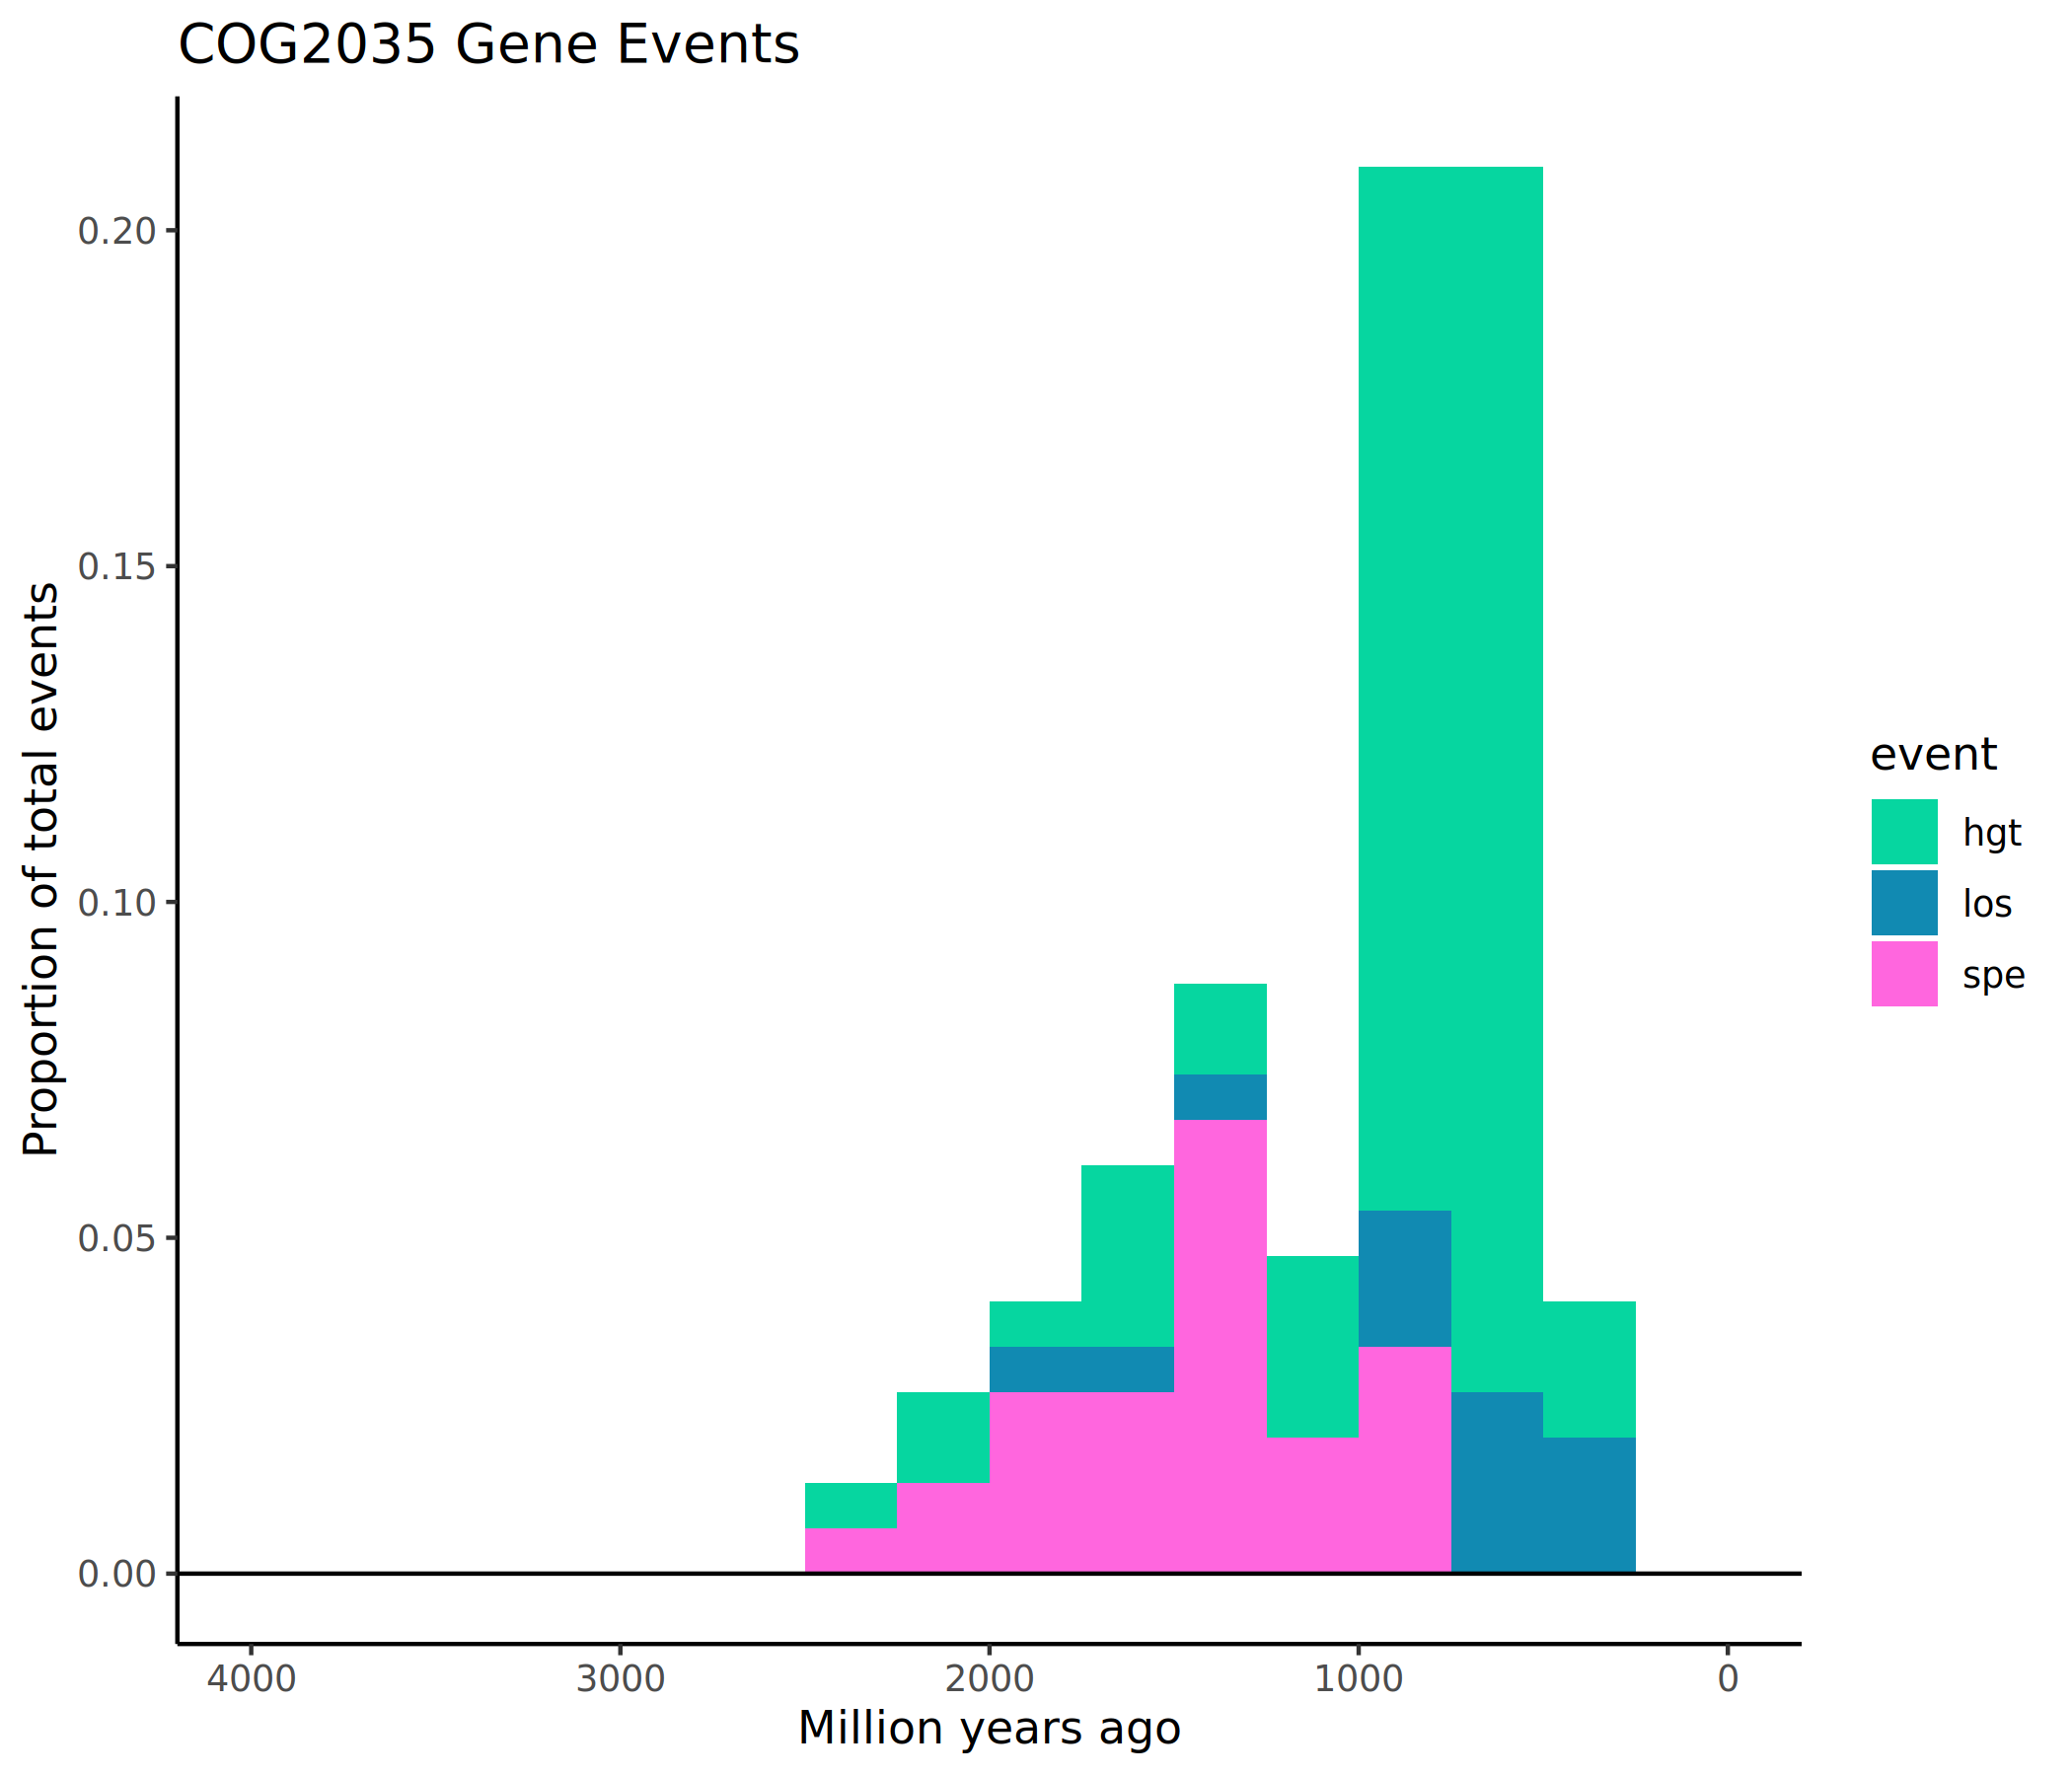 COG2035 Gene Events
Proportion of total events
0.20
0.15
0.10
0.05
0.00
4000 3000 2000 1000 0
Million years ago
event
hgt
los
spe